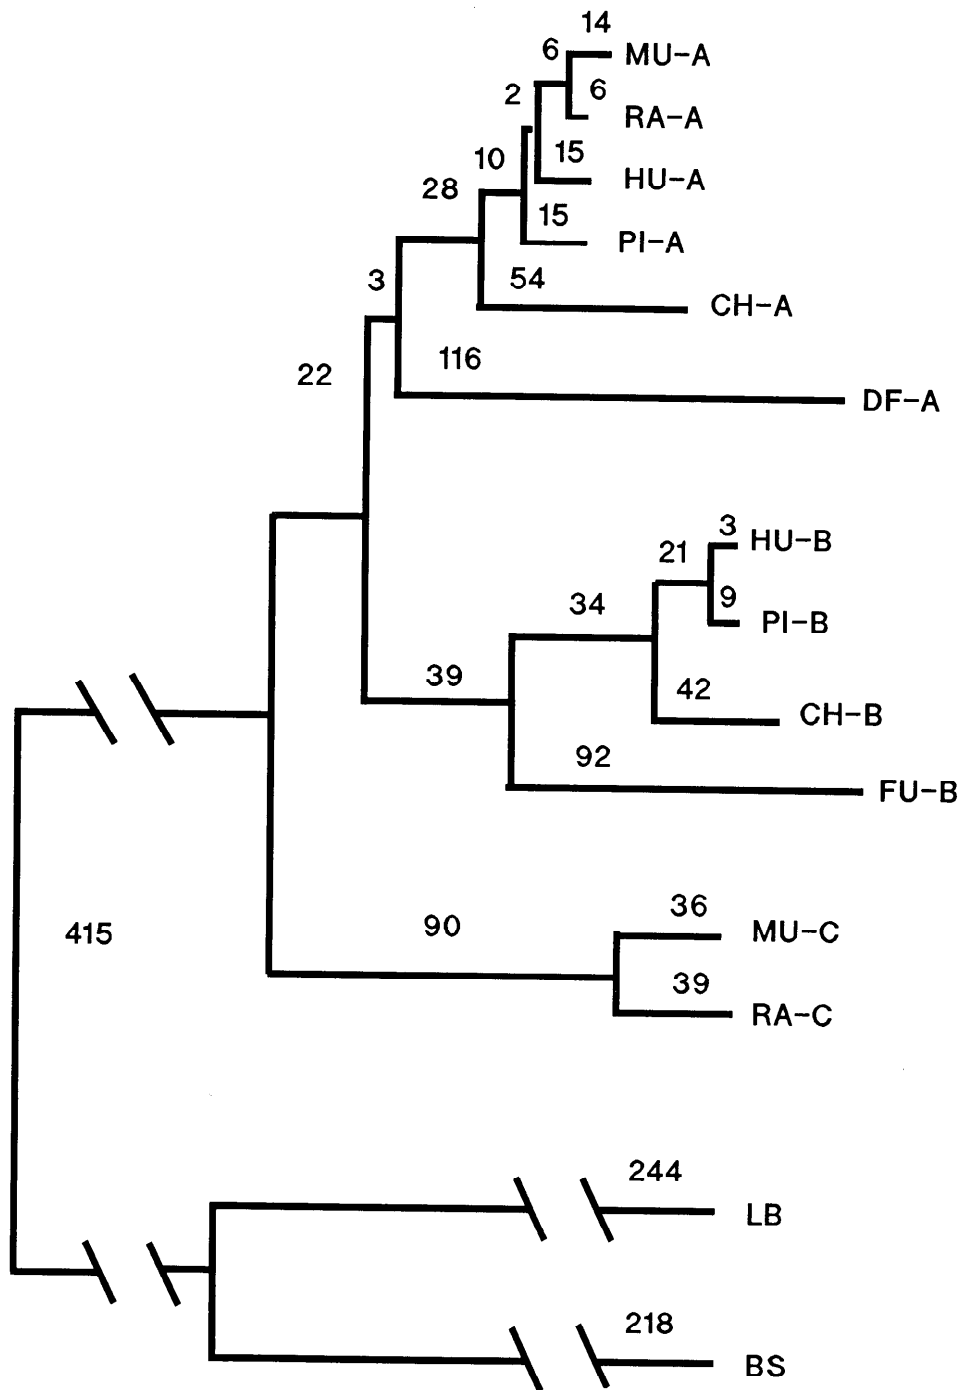 14
6 MU-A
2 6
RA-A
10 15
HU-A
28
15
PI-A
3 54
CH-A
22 116
DF-A
3
21 HU-B
34 9
PI-B
39 42
CH-B
92
FU-B
36
415 90 MU-C
39
RA-C
244
LB
218
BS